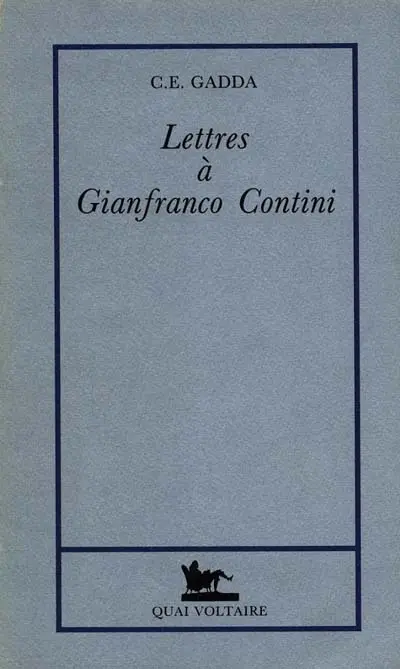 C.E. GADDA
Lettres
à
Gianfranco Contini
QUAI VOLTAIRE